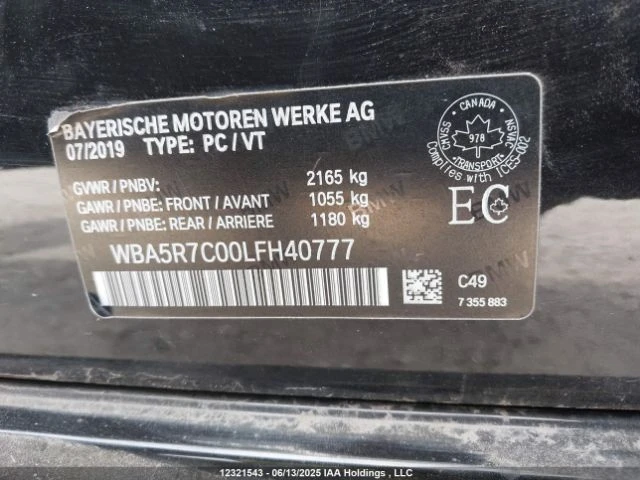 BAYERISCHE MOTOREN WERKE AG
07/2019 TYPE: PC / VT
GVWR / PNBV: 2165 kg
GAWR / PNBE: FRONT / AVANT 1055 kg
GAWR / PNBE: REAR / ARRIERE 1180 kg
WBA5R7C00LFH40777
CANADA
CMVSS NSVAC
978
TRANSPORT
Complies with ICES-002
EC
C49
7 355 883
12321543 - 06/13/2025 IAA Holdings , LLC